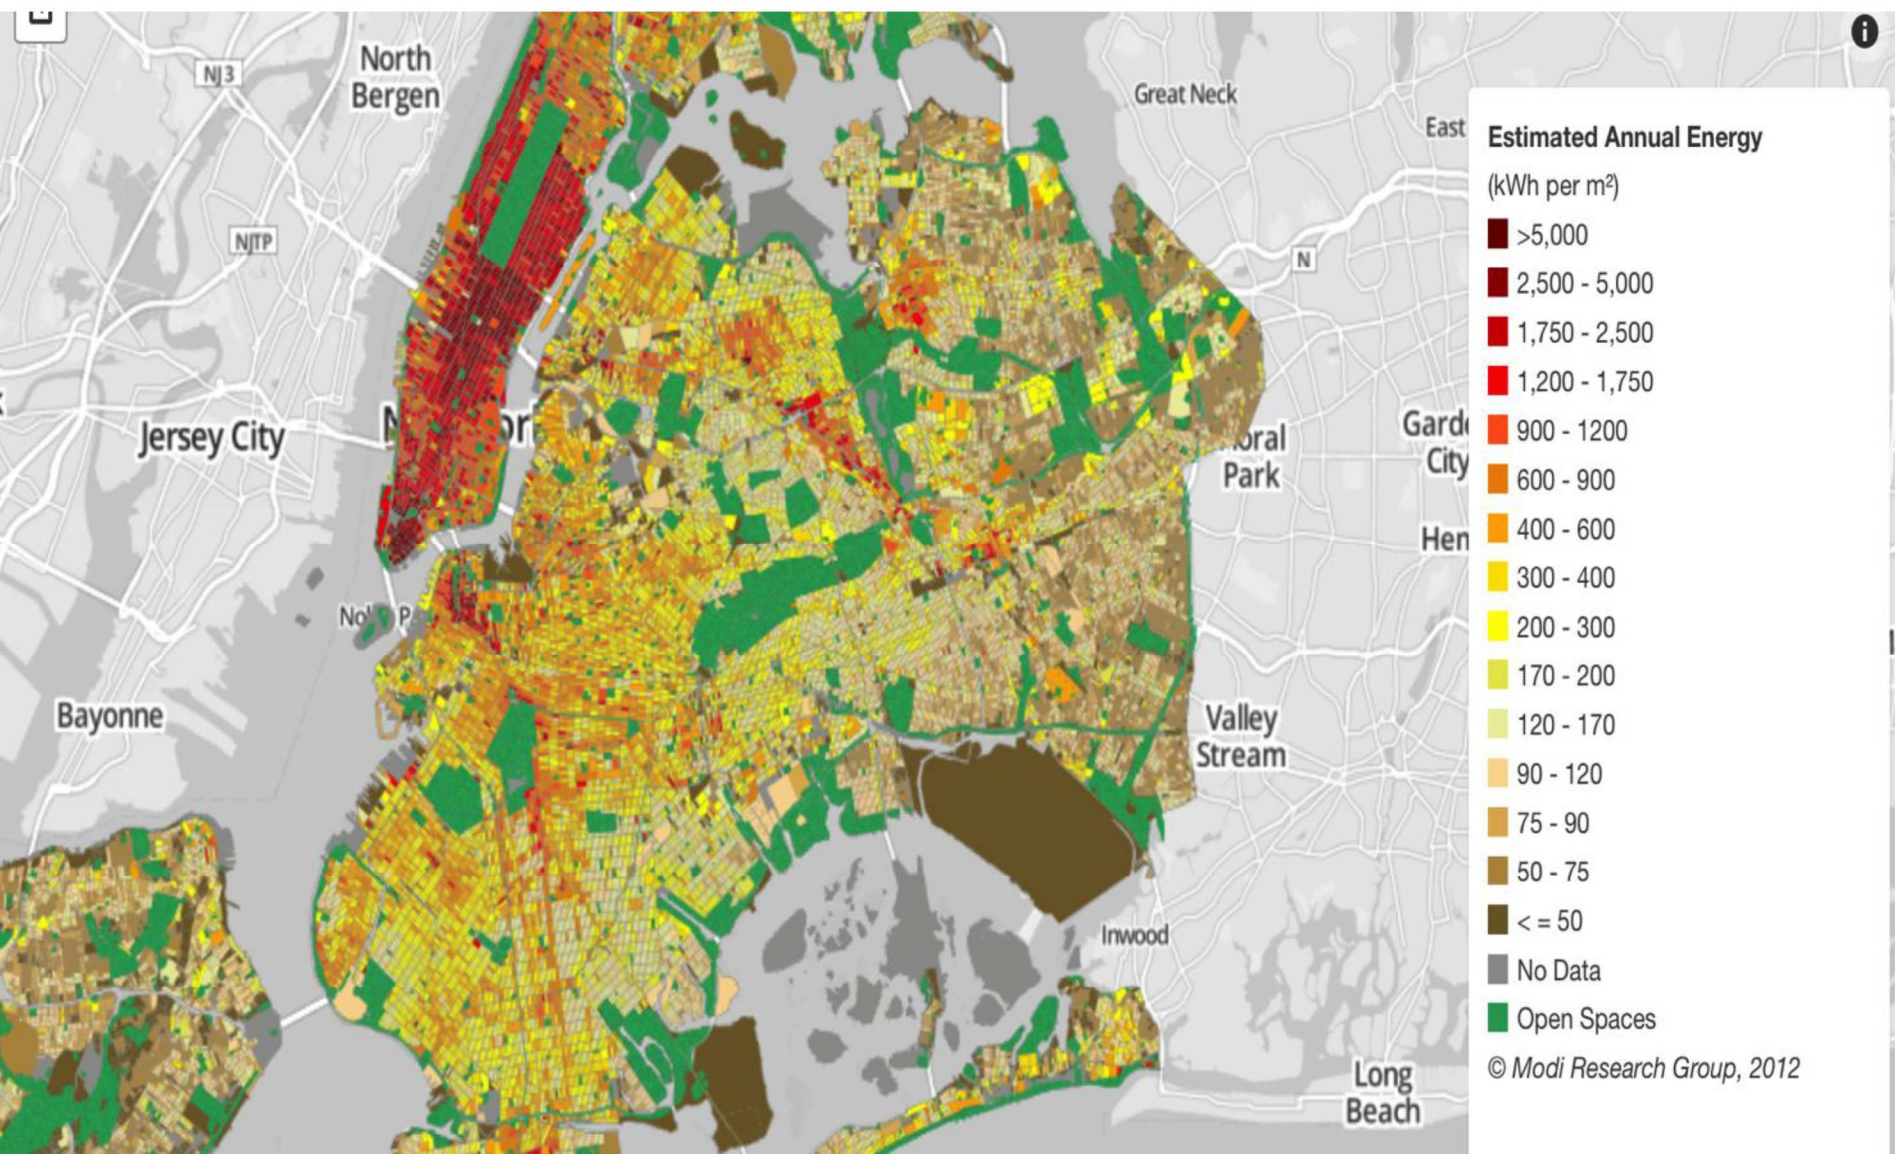 North
Bergen
NJ3
Great Neck
East
NJTP
N
Jersey City
Garde
City
oral
Park
Hen
Bayonne
Valley
Stream
Inwood
Long
Beach
Estimated Annual Energy
(kWh per m²)
>5,000
2,500 - 5,000
1,750 - 2,500
1,200 - 1,750
900 - 1200
600 - 900
400 - 600
300 - 400
200 - 300
170 - 200
120 - 170
90 - 120
75 - 90
50 - 75
< = 50
No Data
Open Spaces
© Modi Research Group, 2012